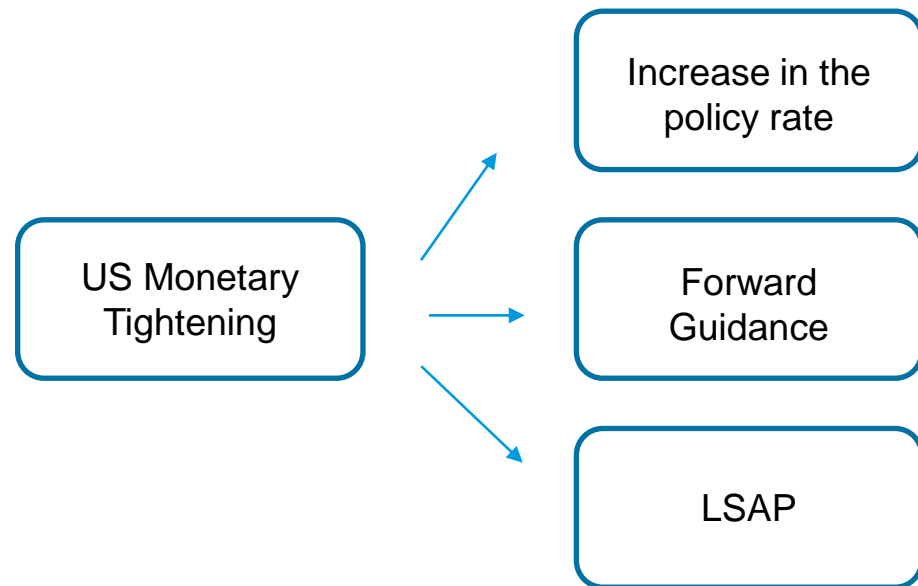 US Monetary
Tightening
Increase in the
policy rate
Forward
Guidance
LSAP